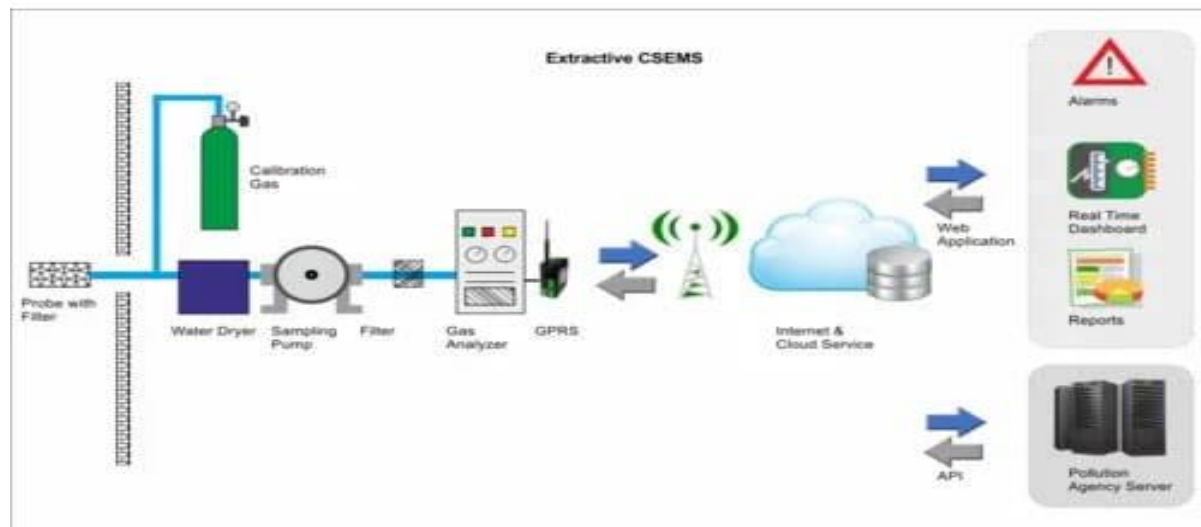 Extractive CSEMS
Alarms
Calibration
Gas
Real Time
Dashboard
Web
Application
Probe with
Filter
Water Dryer
Sampling
Pump
Filter
Gas
Analyzer
GPRS
Internet &
Cloud Service
Reports
API
Pollution
Agency Server